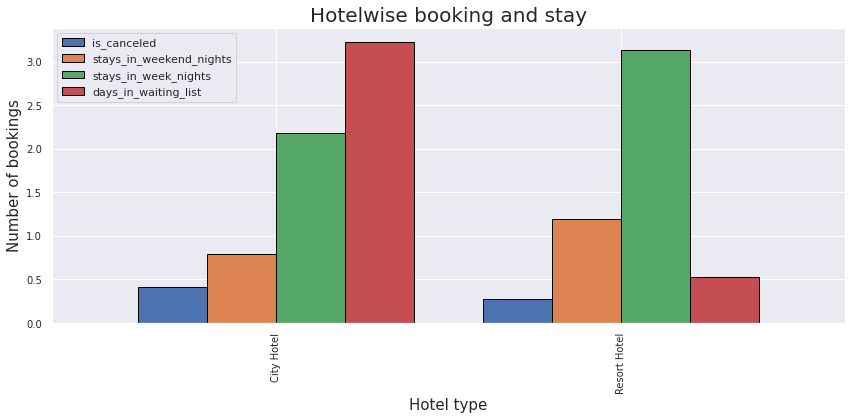 Hotelwise booking and stay
is_canceled
stays_in_weekend_nights
stays_in_week_nights
days_in_waiting_list
Number of bookings
3.0
2.5
2.0
1.5
1.0
0.5
0.0
City Hotel
Resort Hotel
Hotel type